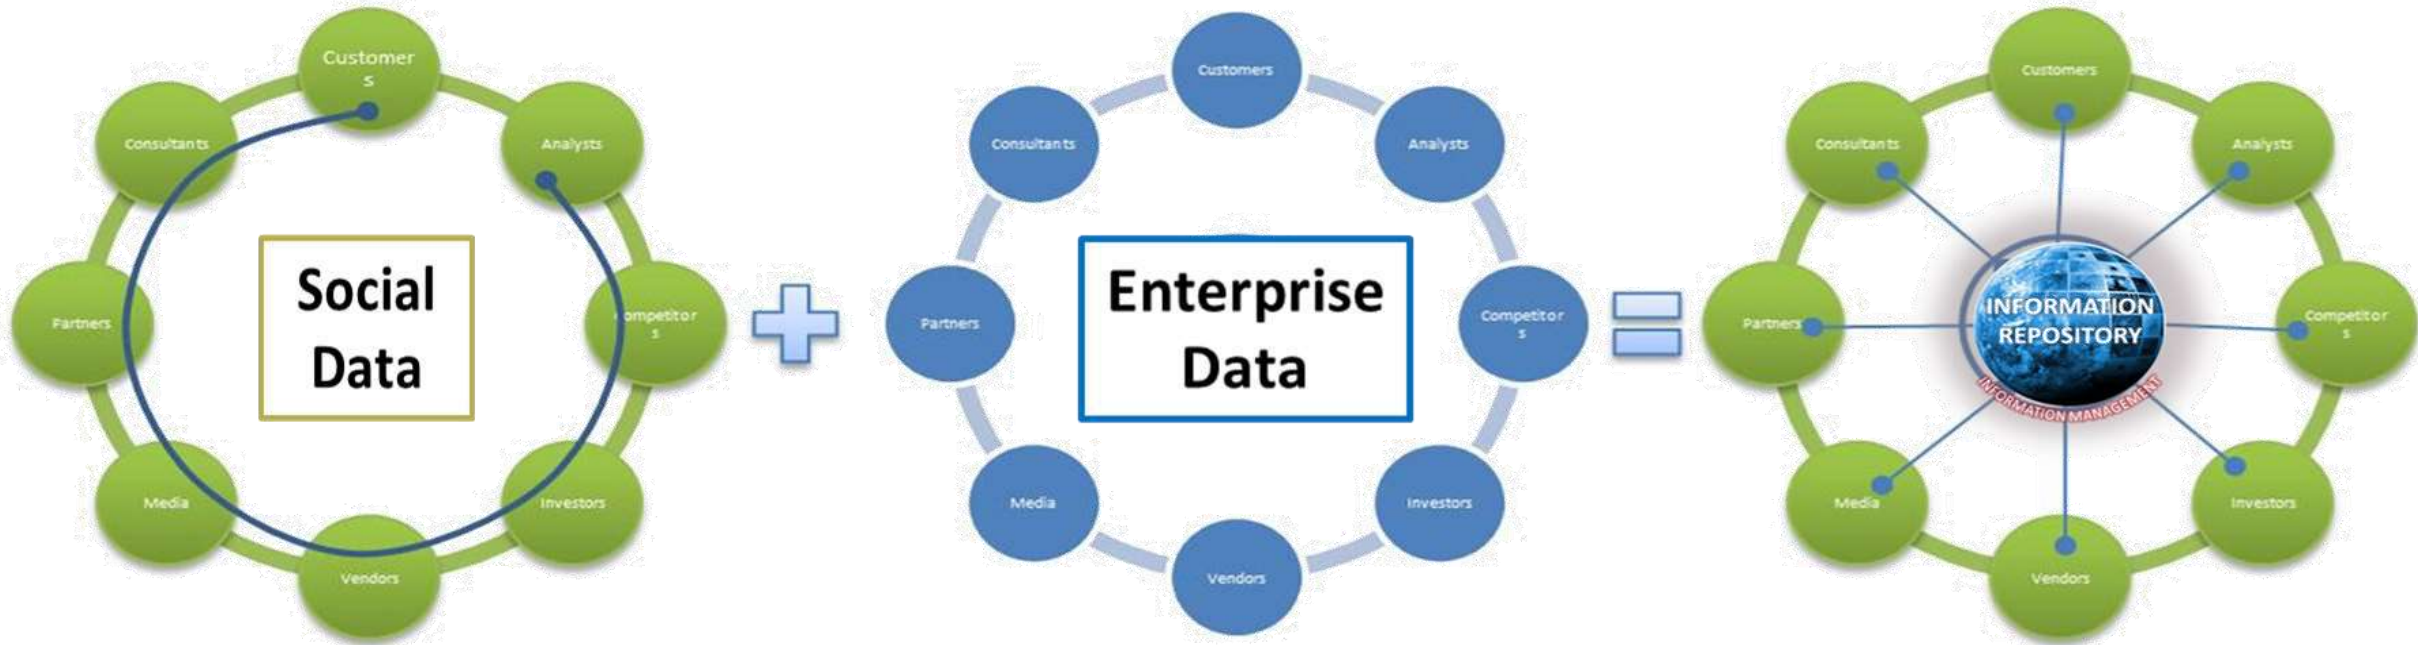 Customer
s
Analysts
ompetitor
s
Investors
Vendors
Media
Partners
Consultants
Social
Data
Customers
Analysts
Competitor
s
Investors
Vendors
Media
Partners
Consultants
Enterprise
Data
Customers
Analysts
Competitor
s
Investors
Vendors
Media
Partners
Consultants
INFORMATION
REPOSITORY
INFORMATION MANAGEMENT